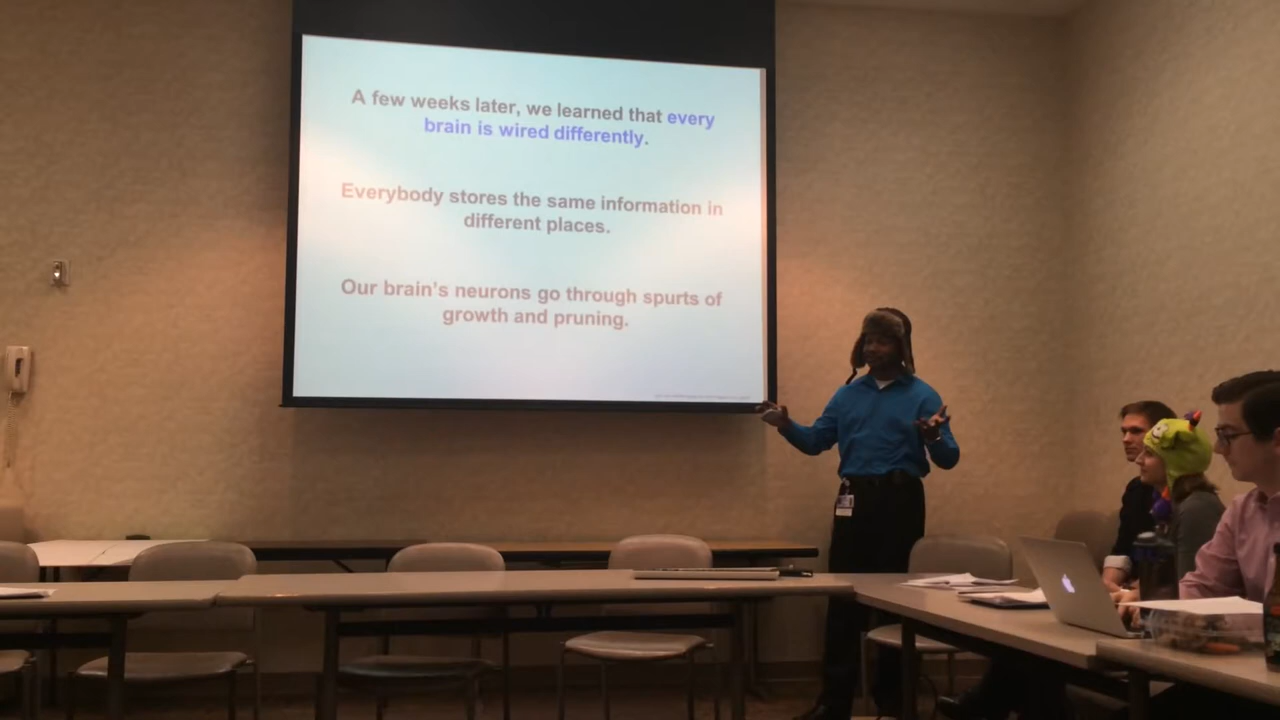 A few weeks later, we learned that every
brain is wired differently.
Everybody stores the same information in
different places.
Our brain's neurons go through spurts of
growth and pruning.